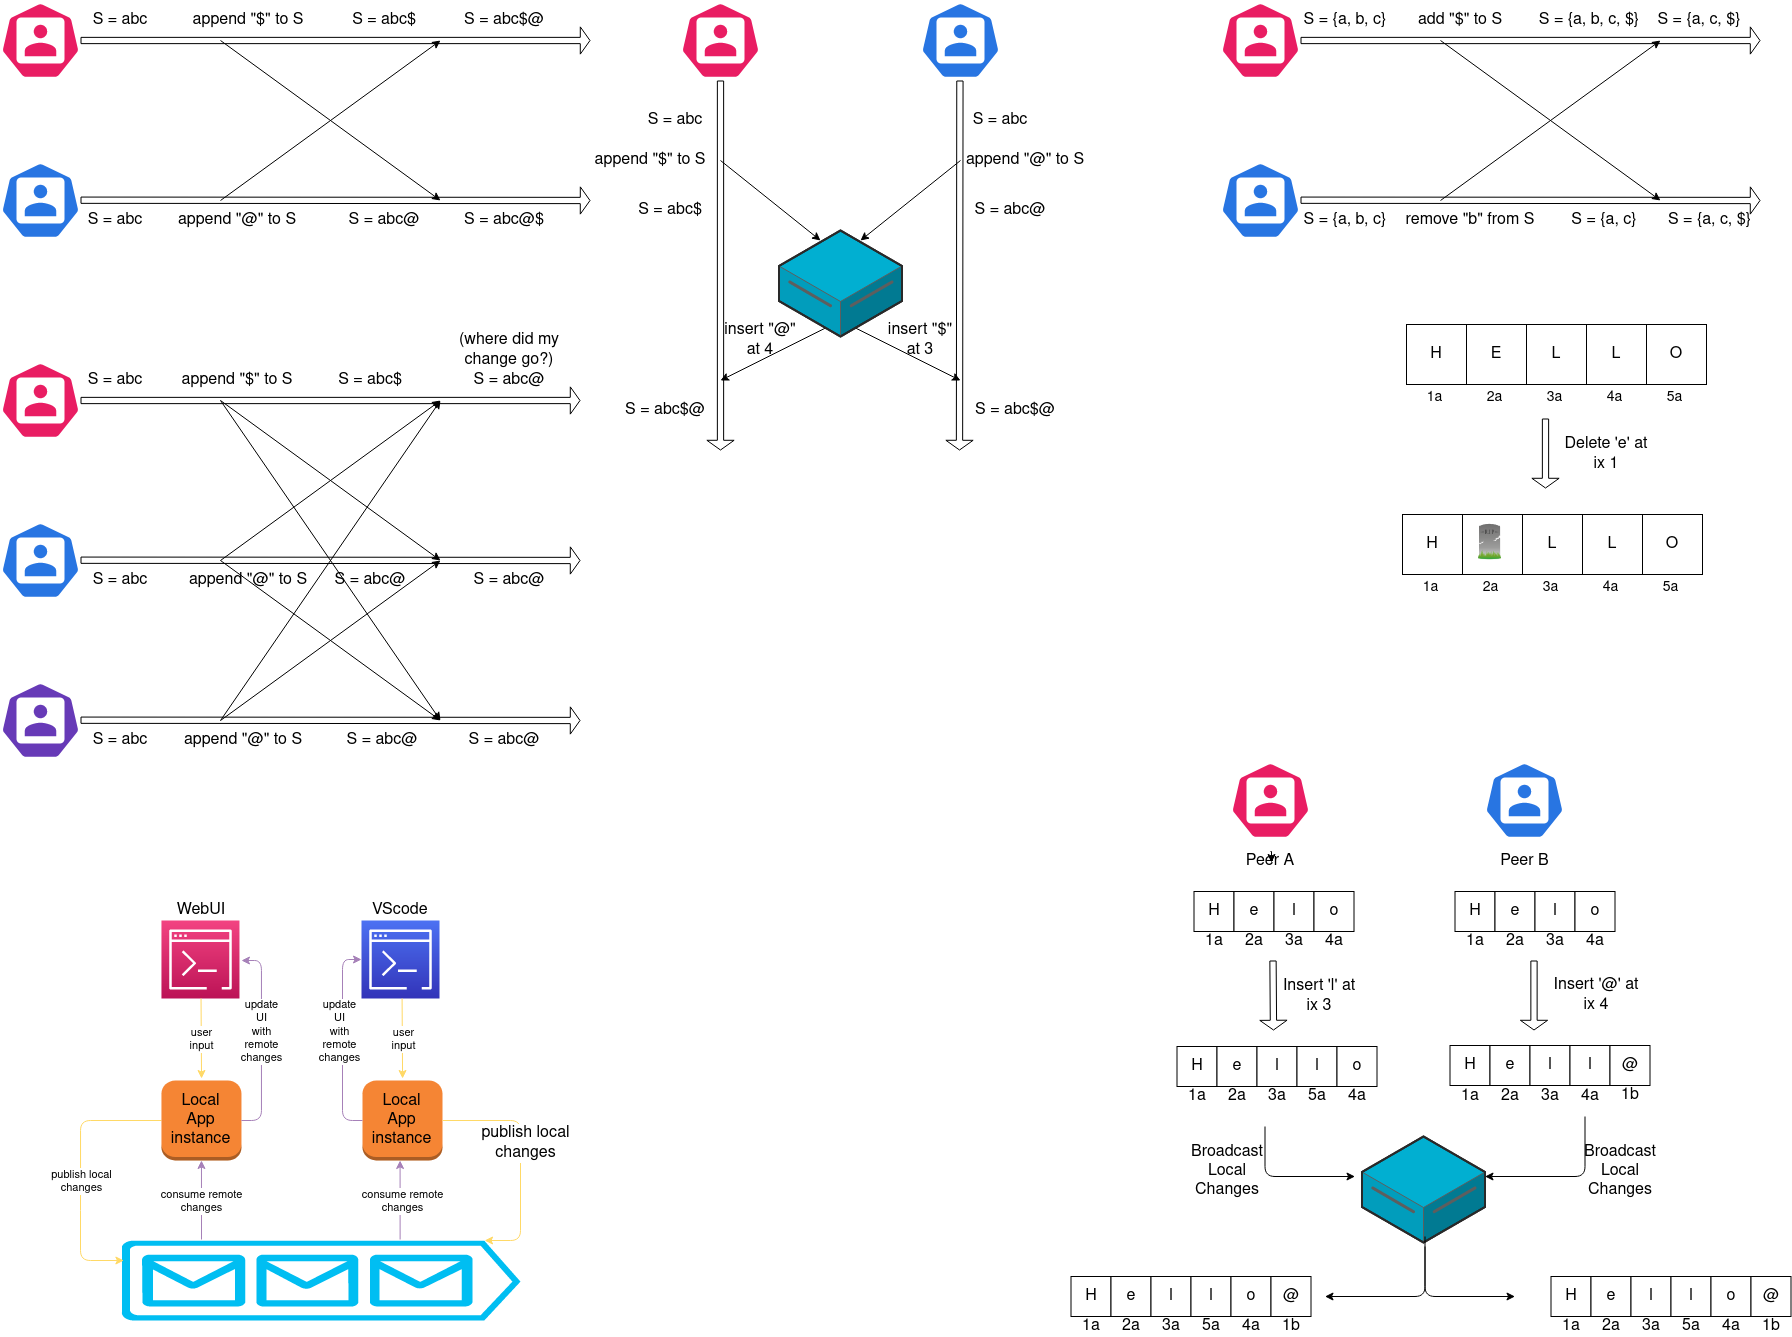 S = abc
append "$" to S
S = abc$
S = abc$@
S = abc
append "@" to S
S = abc@
S = abc@$
S = abc
append "$" to S
S = abc$
S = abc
append "@" to S
S = abc@
insert "@"
at 4
insert "$"
at 3
S = abc$@
S = abc$@
S = {a, b, c}
add "$" to S
S = {a, b, c, $}
S = {a, c, $}
S = {a, b, c}
remove "b" from S
S = {a, c}
S = {a, c, $}
(where did my
change go?)
S = abc
append "$" to S
S = abc$
S = abc@
S = abc
append "@" to S
S = abc@
S = abc@
S = abc
append "@" to S
S = abc@
S = abc@
H E L L O
1a 2a 3a 4a 5a
Delete 'e' at
ix 1
H L L O
1a 2a 3a 4a 5a
WebUI
VScode
update
UI
with
remote
changes
update
UI
with
remote
changes
user
input
user
input
Local
App
instance
Local
App
instance
publish local
changes
publish local
changes
consume remote
changes
consume remote
changes
Peer A
Peer B
H e l o
1a 2a 3a 4a
H e l o
1a 2a 3a 4a
Insert 'l' at
ix 3
Insert '@' at
ix 4
H e l l o
1a 2a 3a 5a 4a
H e l l @
1a 2a 3a 4a 1b
Broadcast
Local
Changes
Broadcast
Local
Changes
H e l l o @
1a 2a 3a 5a 4a 1b
H e l l o @
1a 2a 3a 5a 4a 1b